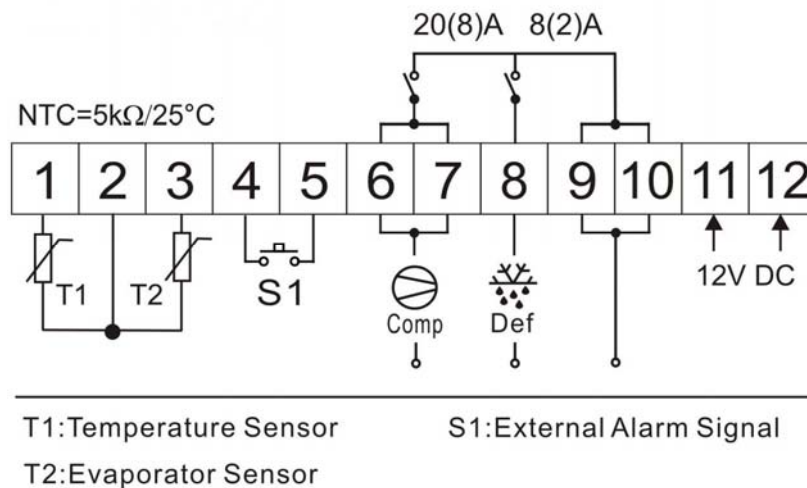 20(8)A 8(2)A
NTC=5kΩ/25°C
1 2 3 4 5 6 7 8 9 10 11 12
T1 T2 S1 Comp Def 12V DC
T1:Temperature Sensor S1:External Alarm Signal
T2:Evaporator Sensor